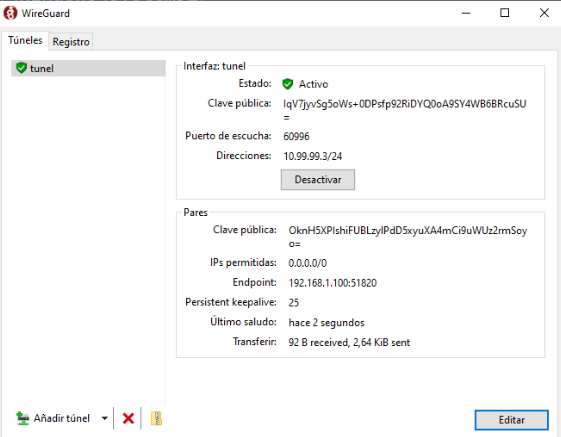 WireGuard
Túneles Registro
tunel
Interfaz: tunel
Estado: Activo
Clave pública: IqV7jyvSg5oWs+0DPsfp92RiDYQ0oA9SY4WB6BRcuSU
=
Puerto de escucha: 60996
Direcciones: 10.99.99.3/24
Desactivar
Pares
Clave pública: OknH5XPlshiFUBLzylPdD5xyuXA4mCi9uWUz2rmSoy
o=
IPs permitidas: 0.0.0.0/0
Endpoint: 192.168.1.100:51820
Persistent keepalive: 25
Último saludo: hace 2 segundos
Transferir: 92 B received, 2,64 KiB sent
Añadir túnel
Editar